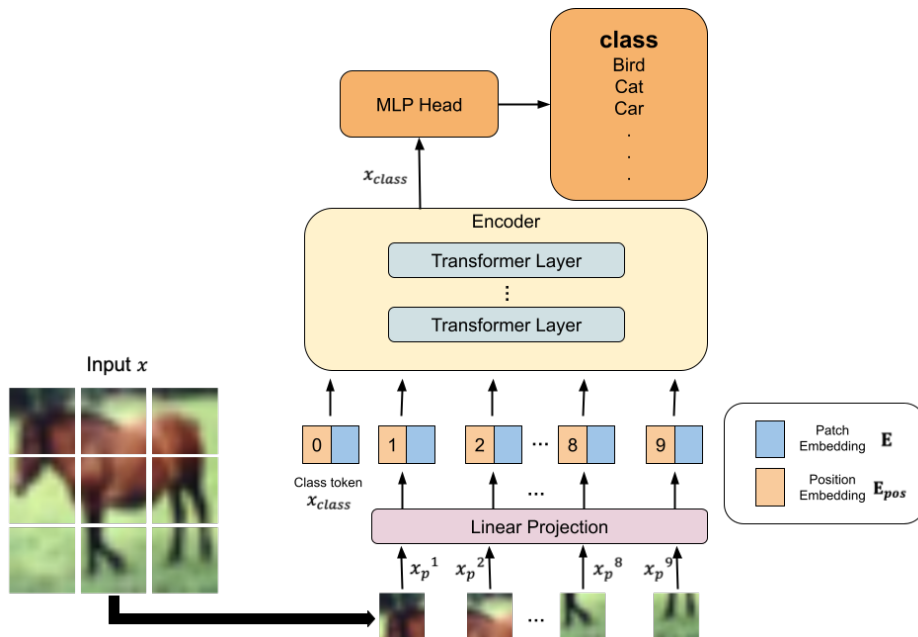 class
Bird
Cat
Car
.
.
.
MLP Head
x_class
Encoder
Transformer Layer
⋮
Transformer Layer
Input x
0 1 2 ... 8 9
Class token
x_class
...
Linear Projection
x_p^1 x_p^2 x_p^8 x_p^9
...
Patch Embedding E
Position Embedding E_pos